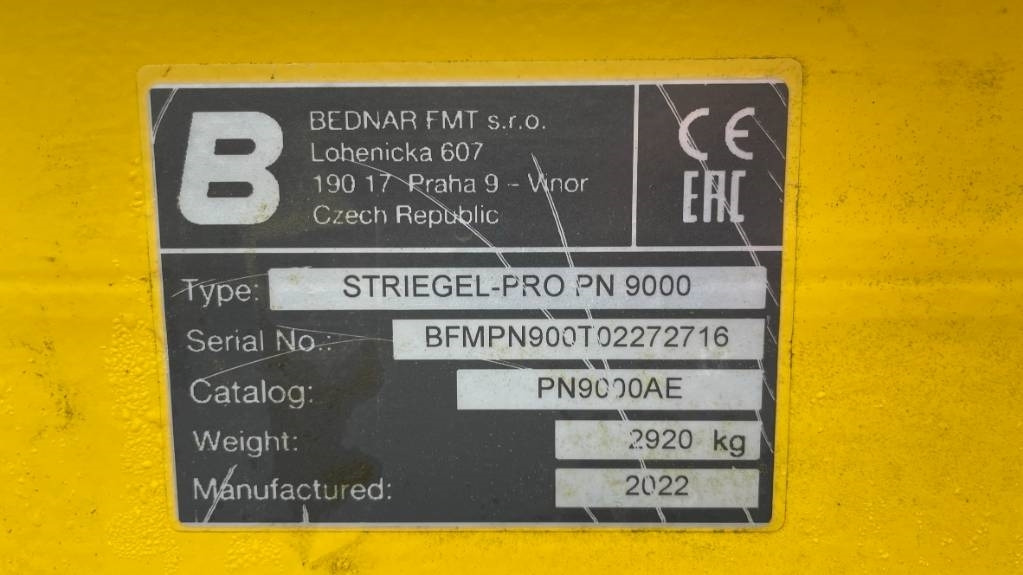 B
BEDNAR FMT s.r.o.
Lohenicka 607
190 17 Praha 9 - Vinor
Czech Republic
CE
EAC
Type: STRIEGEL-PRO PN 9000
Serial No.: BFMPN900T02272716
Catalog: PN9000AE
Weight: 2920 kg
Manufactured: 2022